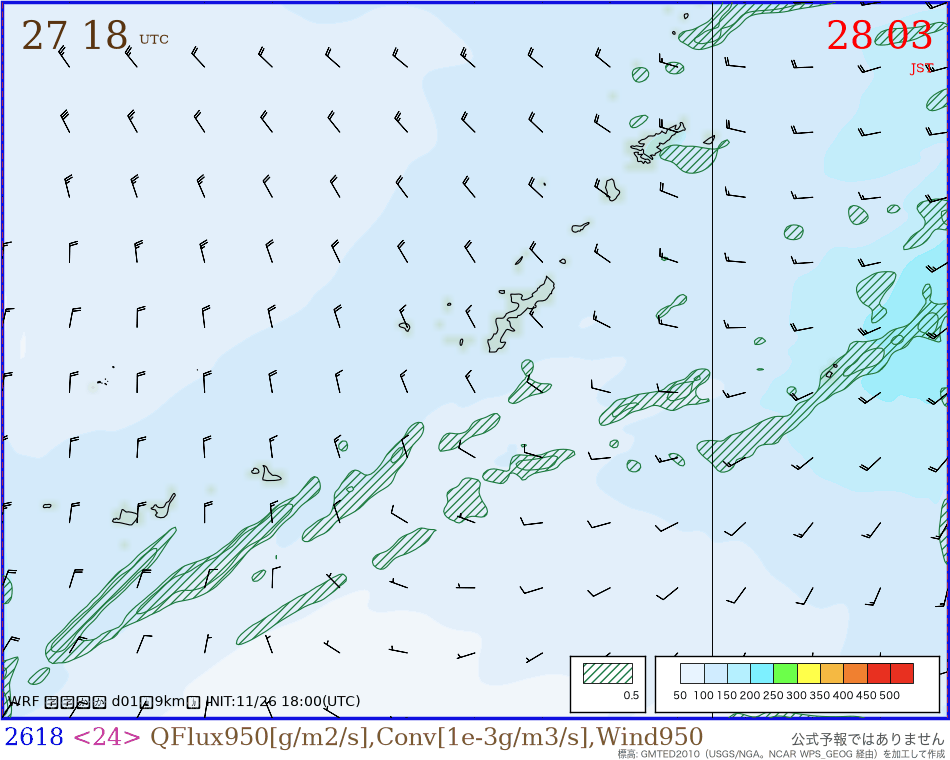 27 18 UTC
28 03
JST
WRF d01 9km INIT:11/26 18:00(UTC)
0.5
50 100 150 200 250 300 350 400 450 500
2618 <24> QFlux950[g/m2/s],Conv[1e-3g/m3/s],Wind950
公式予報ではありません
標高: GMTED2010（USGS/NGA。NCAR WPS_GEOG 経由）を加工して作成